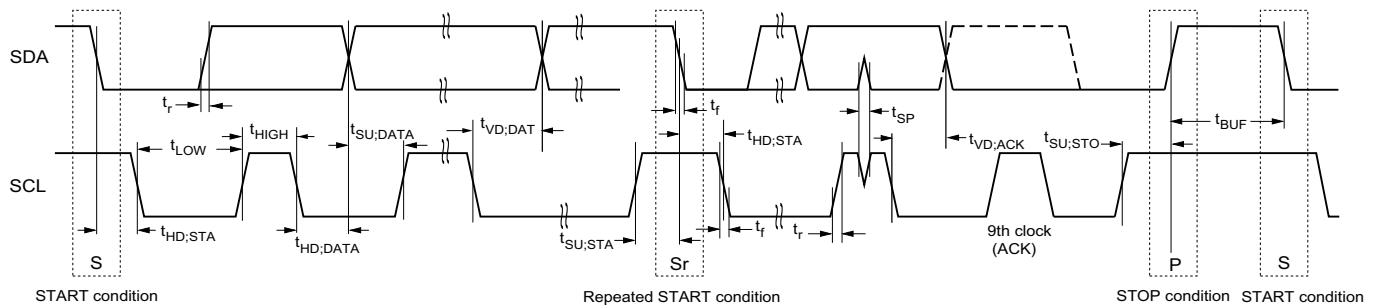 SDA
t_r
t_LOW
t_HIGH
t_SU;DATA
t_VD;DAT
t_f
t_HD;STA
t_SP
t_VD;ACK
t_SU;STO
t_BUF
SCL
t_HD;STA
t_HD;DATA
t_SU;STA
t_f
t_r
9th clock
(ACK)
S
Sr
P
S
START condition
Repeated START condition
STOP condition
START condition